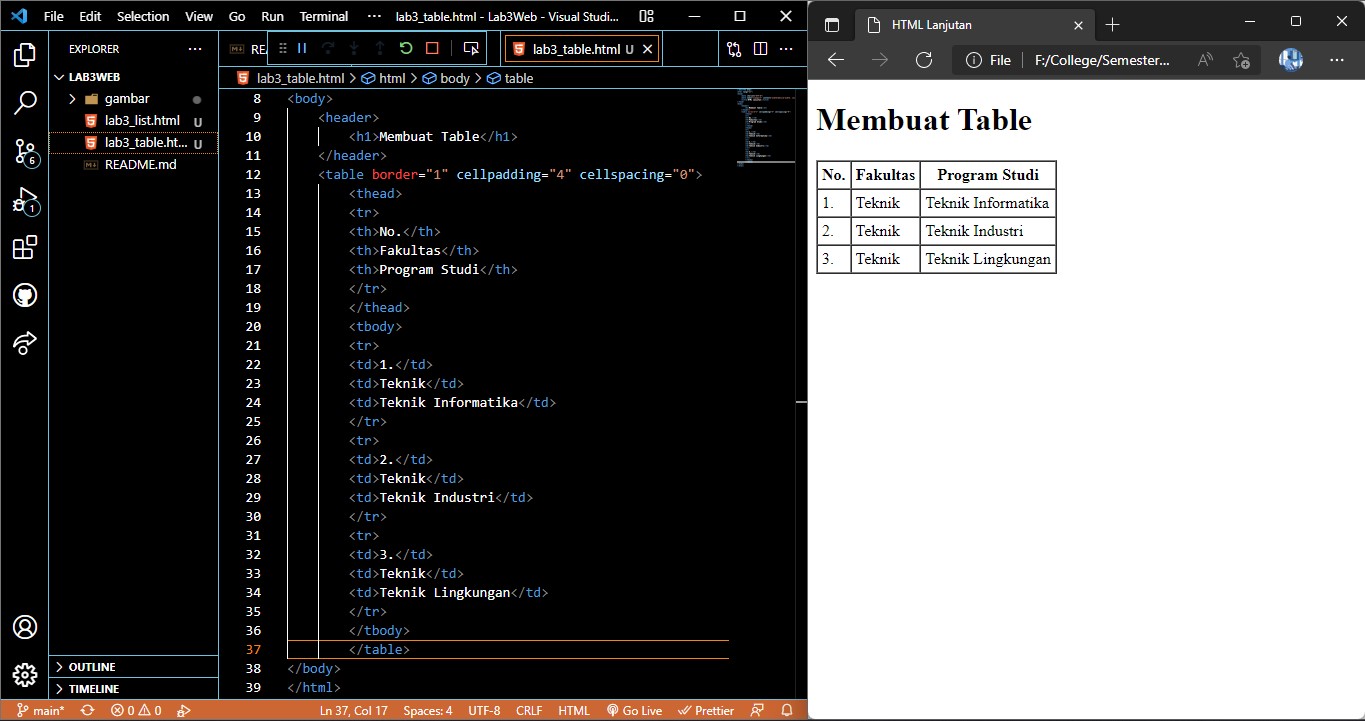 File Edit Selection View Go Run Terminal ··· lab3_table.html - Lab3Web - Visual Studi...
EXPLORER ···
LAB3WEB
gambar
lab3_list.html U
lab3_table.ht... U
README.md
6
1
OUTLINE
TIMELINE
REA
lab3_table.html U
···
lab3_table.html > html > body > table
8 <body>
9 <header>
10 <h1>Membuat Table</h1>
11 </header>
12 <table border="1" cellpadding="4" cellspacing="0">
13 <thead>
14 <tr>
15 <th>No.</th>
16 <th>Fakultas</th>
17 <th>Program Studi</th>
18 </tr>
19 </thead>
20 <tbody>
21 <tr>
22 <td>1.</td>
23 <td>Teknik</td>
24 <td>Teknik Informatika</td>
25 </tr>
26 <tr>
27 <td>2.</td>
28 <td>Teknik</td>
29 <td>Teknik Industri</td>
30 </tr>
31 <tr>
32 <td>3.</td>
33 <td>Teknik</td>
34 <td>Teknik Lingkungan</td>
35 </tr>
36 </tbody>
37 </table>
38 </body>
39 </html>
main* 0 0 Ln 37, Col 17 Spaces: 4 UTF-8 CRLF HTML Go Live Prettier
HTML Lanjutan
File F:/College/Semester... ···
Membuat Table
No. Fakultas Program Studi
1. Teknik Teknik Informatika
2. Teknik Teknik Industri
3. Teknik Teknik Lingkungan